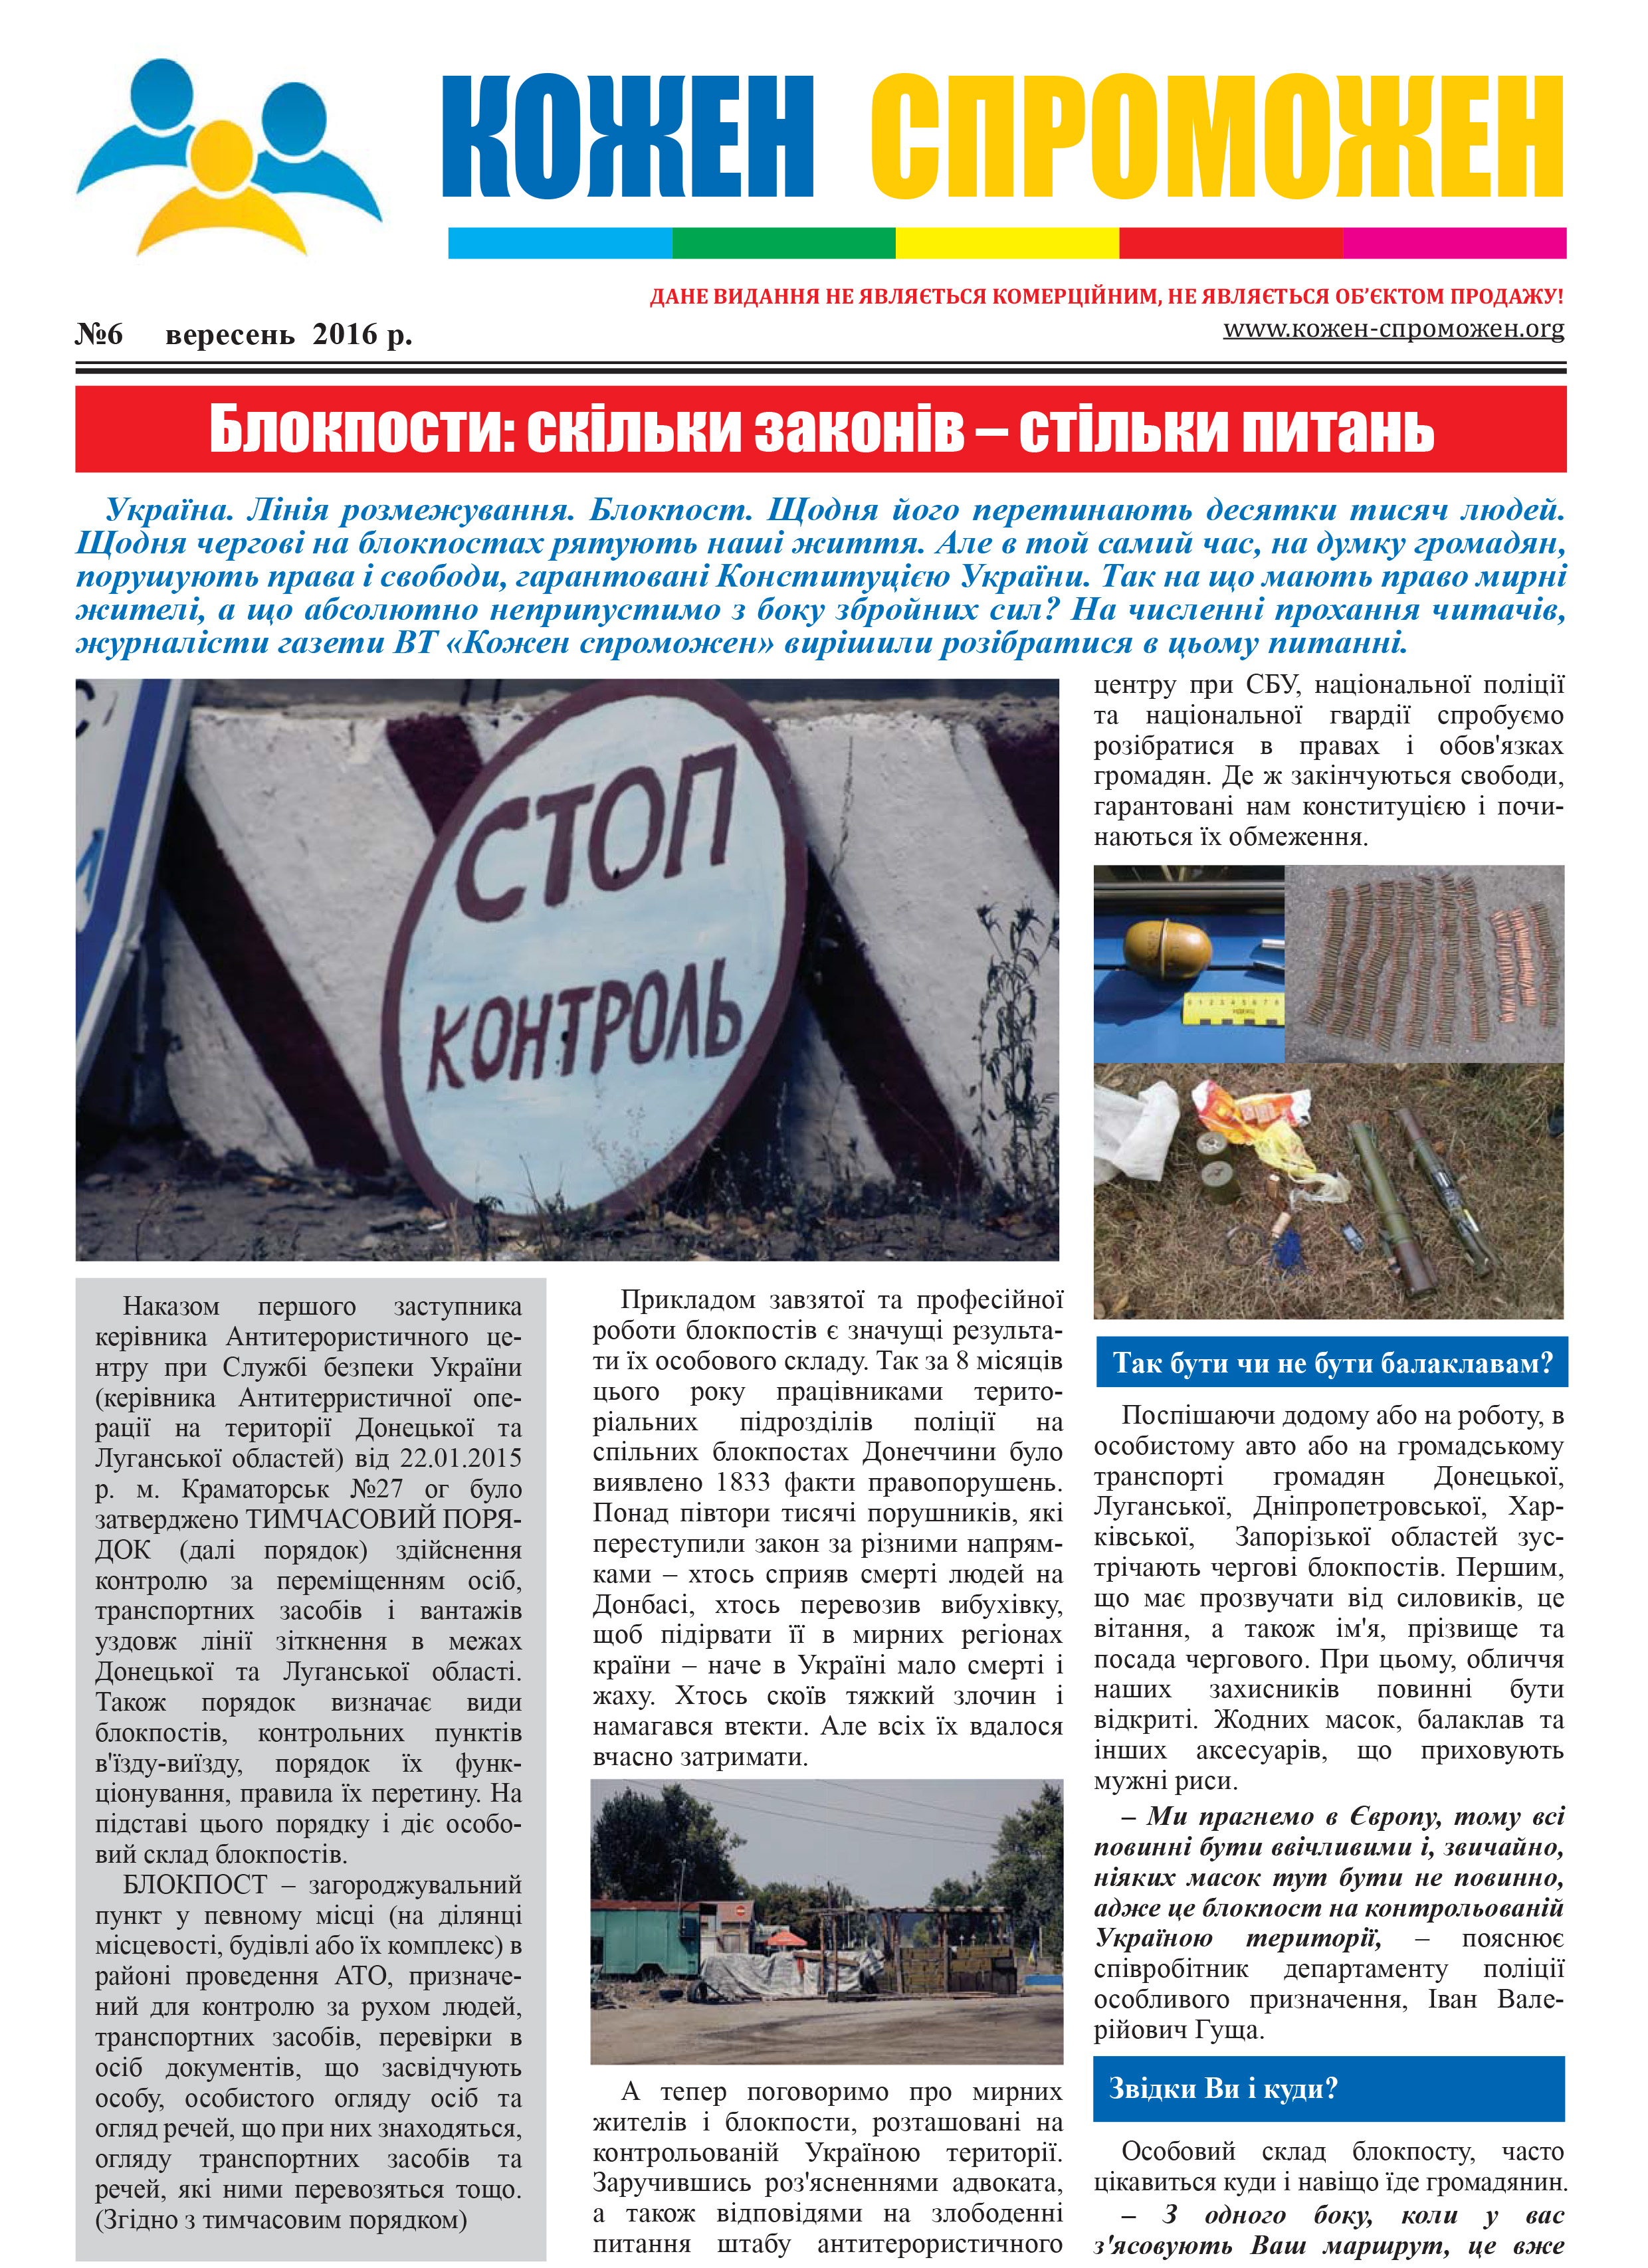 КОЖЕН СПРОМОЖЕН
ДАНЕ ВИДАННЯ НЕ ЯВЛЯЄТЬСЯ КОМЕРЦІЙНИМ, НЕ ЯВЛЯЄТЬСЯ ОБ’ЄКТОМ ПРОДАЖУ!
№6 вересень 2016 р.
www.кожен-спроможен.org
Блокпости: скільки законів – стільки питань
Україна. Лінія розмежування. Блокпост. Щодня його перетинають десятки тисяч людей.
Щодня чергові на блокпостах рятують наші життя. Але в той самий час, на думку громадян,
порушують права і свободи, гарантовані Конституцією України. Так на що мають право мирні
жителі, а що абсолютно неприпустимо з боку збройних сил? На численні прохання читачів,
журналісти газети ВТ «Кожен спроможен» вирішили розібратися в цьому питанні.
СТОП
КОНТРОЛЬ
Наказом першого заступника
керівника Антитерористичного це-
нтру при Службі безпеки України
(керівника Антитерристичної опе-
рації на території Донецької та
Луганської областей) від 22.01.2015
р. м. Краматорськ №27 ог було
затверджено ТИМЧАСОВИЙ ПОРЯ-
ДОК (далі порядок) здійснення
контролю за переміщенням осіб,
транспортних засобів і вантажів
уздовж лінії зіткнення в межах
Донецької та Луганської області.
Також порядок визначає види
блокпостів, контрольних пунктів
в'їзду-виїзду, порядок їх функ-
ціонування, правила їх перетину. На
підставі цього порядку і діє особо-
вий склад блокпостів.
БЛОКПОСТ – загороджувальний
пункт у певному місці (на ділянці
місцевості, будівлі або їх комплекс) в
районі проведення АТО, призначе-
ний для контролю за рухом людей,
транспортних засобів, перевірки в
осіб документів, що засвідчують
особу, особистого огляду осіб та
огляд речей, що при них знаходяться,
огляду транспортних засобів та
речей, які ними перевозяться тощо.
(Згідно з тимчасовим порядком)
Прикладом завзятої та професійної
роботи блокпостів є значущі результа-
ти їх особового складу. Так за 8 місяців
цього року працівниками терито-
ріальних підрозділів поліції на
спільних блокпостах Донеччини було
виявлено 1833 факти правопорушень.
Понад півтори тисячі порушників, які
переступили закон за різними напрям-
ками – хтось сприяв смерті людей на
Донбасі, хтось перевозив вибухівку,
щоб підірвати її в мирних регіонах
країни – наче в Україні мало смерті і
жаху. Хтось скоїв тяжкий злочин і
намагався втекти. Але всіх їх вдалося
вчасно затримати.
А тепер поговоримо про мирних
жителів і блокпости, розташовані на
контрольованій Україною території.
Заручившись роз'ясненнями адвоката,
а також відповідями на злободенні
питання штабу антитерористичного
центру при СБУ, національної поліції
та національної гвардії спробуємо
розібратися в правах і обов'язках
громадян. Де ж закінчуються свободи,
гарантовані нам конституцією і почи-
наються їх обмеження.
0 1 2 3 4 5 6 7 8
Так бути чи не бути балаклавам?
Поспішаючи додому або на роботу, в
особистому авто або на громадському
транспорті громадян Донецької,
Луганської, Дніпропетровської, Хар-
ківської, Запорізької областей зус-
трічають чергові блокпостів. Першим,
що має прозвучати від силовиків, це
вітання, а також ім'я, прізвище та
посада чергового. При цьому, обличчя
наших захисників повинні бути
відкриті. Жодних масок, балаклав та
інших аксесуарів, що приховують
мужні риси.
– Ми прагнемо в Європу, тому всі
повинні бути ввічливими і, звичайно,
ніяких масок тут бути не повинно,
адже це блокпост на контрольованій
Україною території, – пояснює
співробітник департаменту поліції
особливого призначення, Іван Вале-
рійович Гуща.
Звідки Ви і куди?
Особовий склад блокпосту, часто
цікавиться куди і навіщо їде громадянин.
– З одного боку, коли у вас
з'ясовують Ваш маршрут, це вже